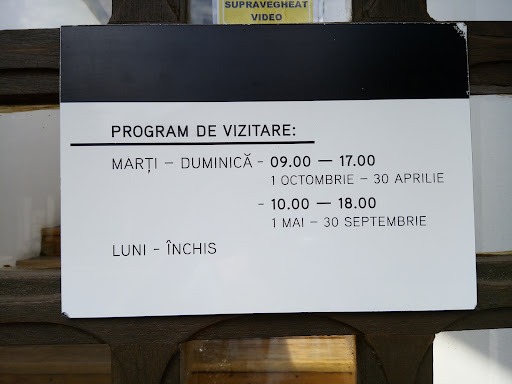 SUPRAVEGHEAT
VIDEO
PROGRAM DE VIZITARE:
MARȚI – DUMINICĂ - 09.00 — 17.00
1 OCTOMBRIE – 30 APRILIE
- 10.00 — 18.00
1 MAI – 30 SEPTEMBRIE
LUNI - ÎNCHIS